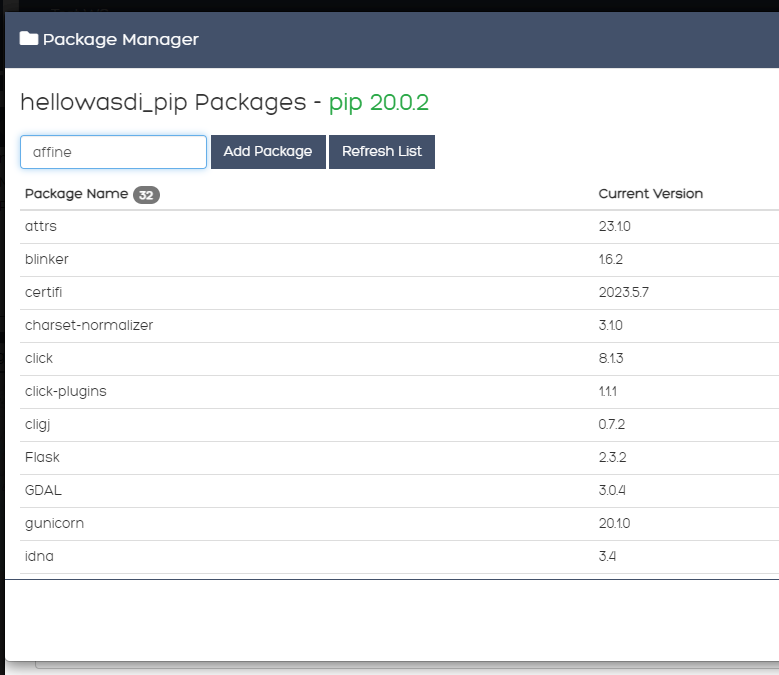 Package Manager
hellowasdi_pip Packages - pip 20.0.2
affine Add Package Refresh List
Package Name 32 Current Version
attrs 23.1.0
blinker 1.6.2
certifi 2023.5.7
charset-normalizer 3.1.0
click 8.1.3
click-plugins 1.1.1
cligj 0.7.2
Flask 2.3.2
GDAL 3.0.4
gunicorn 20.1.0
idna 3.4